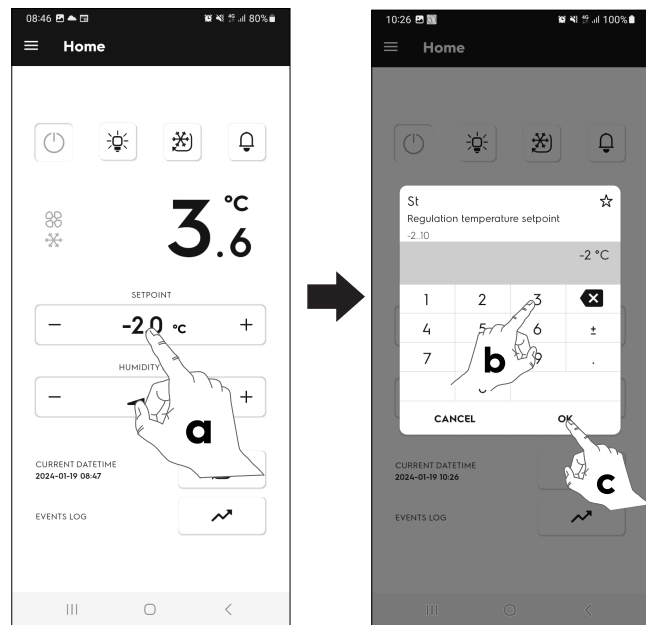 08:46 80%
Home
3.6 °C
SETPOINT
− -2.0 °C +
HUMIDITY
− +
a
CURRENT DATETIME
2024-01-19 08:47
EVENTS LOG
10:26 100%
Home
St
Regulation temperature setpoint
-2..10
-2 °C
1 2 3
4 5 6 ±
7 9 .
b
CANCEL OK
c
CURRENT DATETIME
2024-01-19 10:26
EVENTS LOG